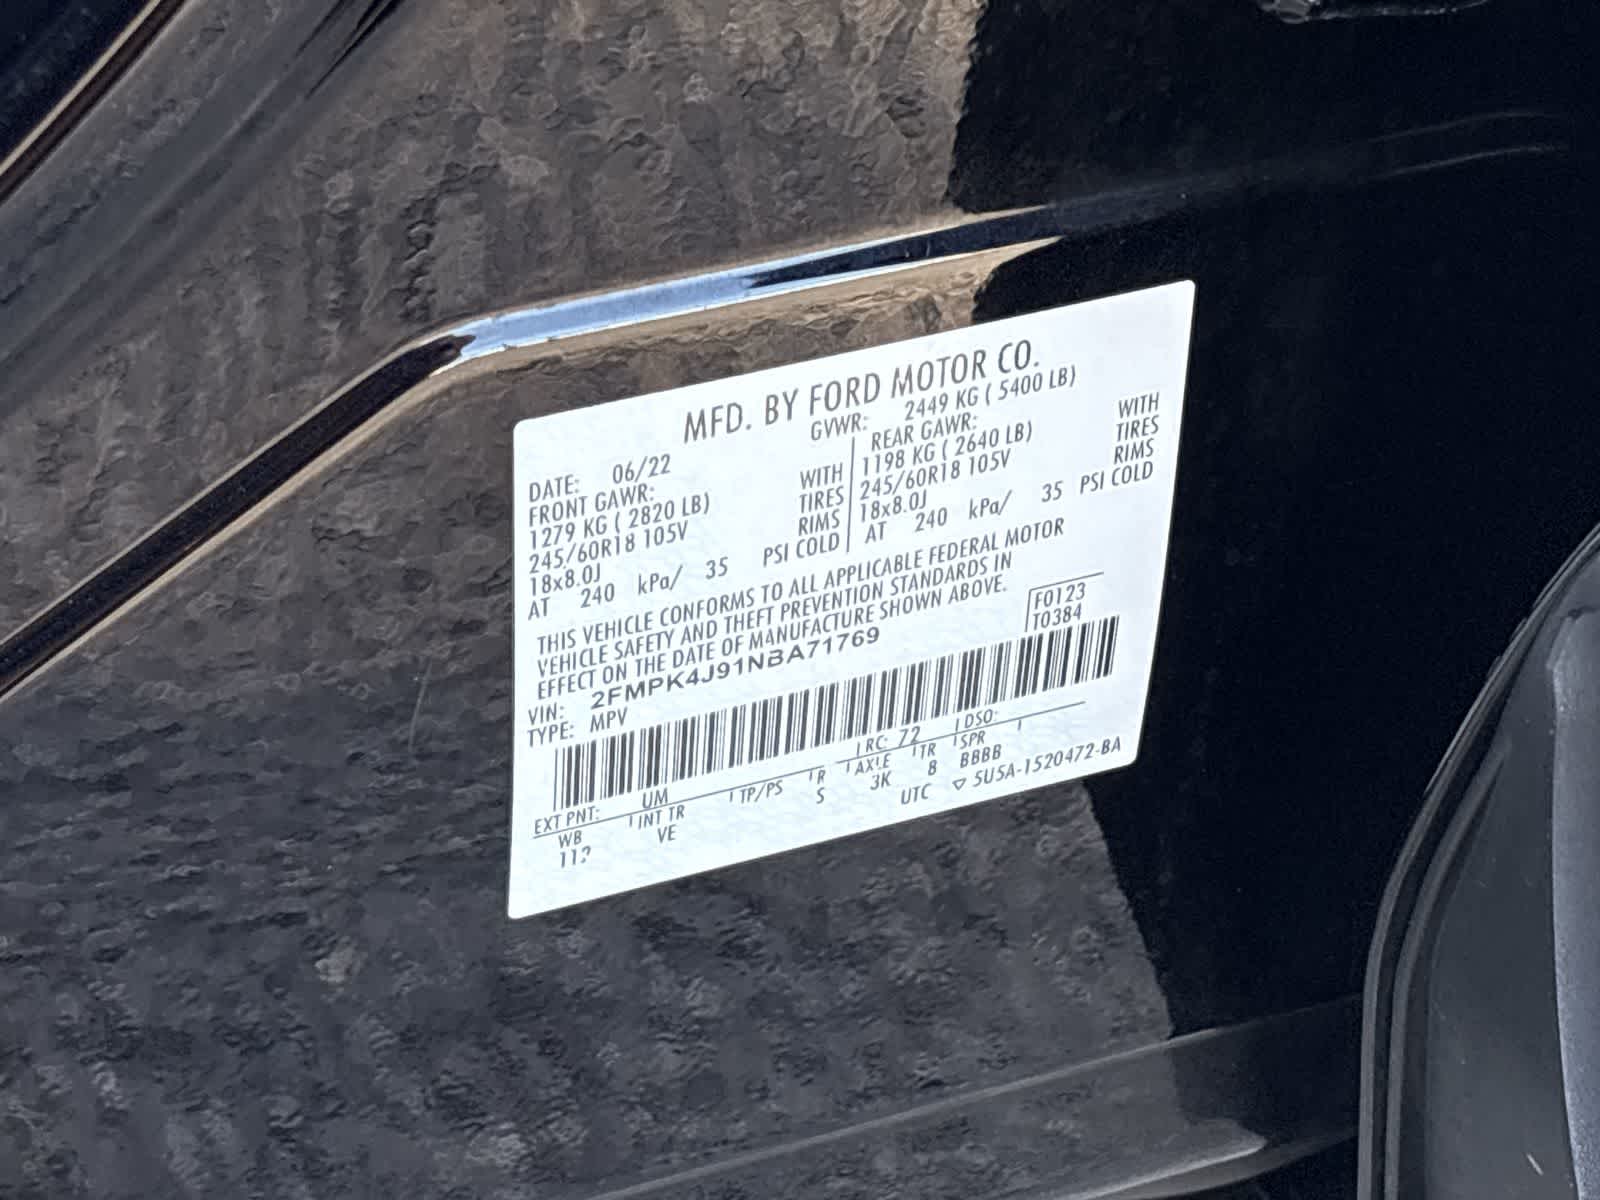 MFD. BY FORD MOTOR CO.
DATE: 06/22 GVWR: 2449 KG ( 5400 LB)
FRONT GAWR: REAR GAWR:
1279 KG ( 2820 LB) WITH 1198 KG ( 2640 LB) WITH
245/60R18 105V TIRES 245/60R18 105V TIRES
18x8.0J RIMS 18x8.0J RIMS
AT 240 kPa/ 35 PSI COLD AT 240 kPa/ 35 PSI COLD
THIS VEHICLE CONFORMS TO ALL APPLICABLE FEDERAL MOTOR
VEHICLE SAFETY AND THEFT PREVENTION STANDARDS IN
EFFECT ON THE DATE OF MANUFACTURE SHOWN ABOVE.
VIN: 2FMPK4J91NBA71769 F0123
TYPE: MPV T0384
EXT PNT: UM RC: 72 DSO:
WB INT TR TP/PS R AXLE TR SPR
VE S 3K 8 BBBB
UTC ▽ 5U5A-1520472-BA